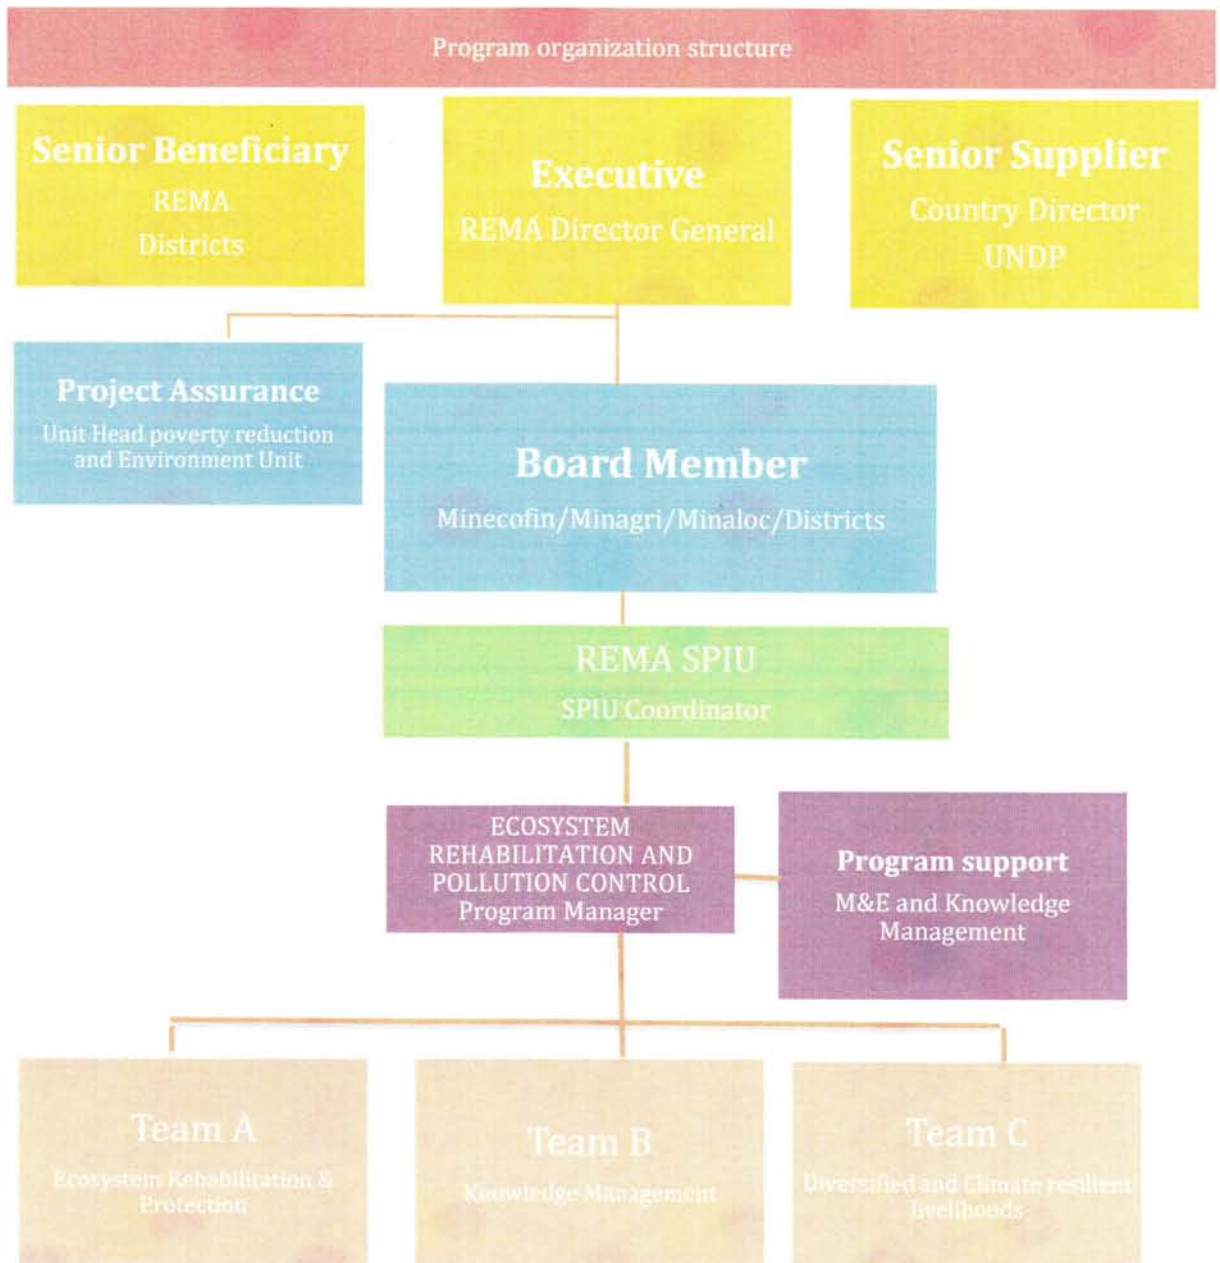 Program organization structure
Senior Beneficiary
REMA
Districts
Executive
REMA Director General
Senior Supplier
Country Director
UNDP
Project Assurance
Unit Head poverty reduction
and Environment Unit
Board Member
Minecofin/Minagri/Minaloc/Districts
REMA SPIU
SPIU Coordinator
ECOSYSTEM
REHABILITATION AND
POLLUTION CONTROL
Program Manager
Program support
M&E and Knowledge
Management
Team A
Ecosystem Rehabilitation &
Protection
Team B
Knowledge Management
Team C
Diversified and Climate resilient
livelihoods